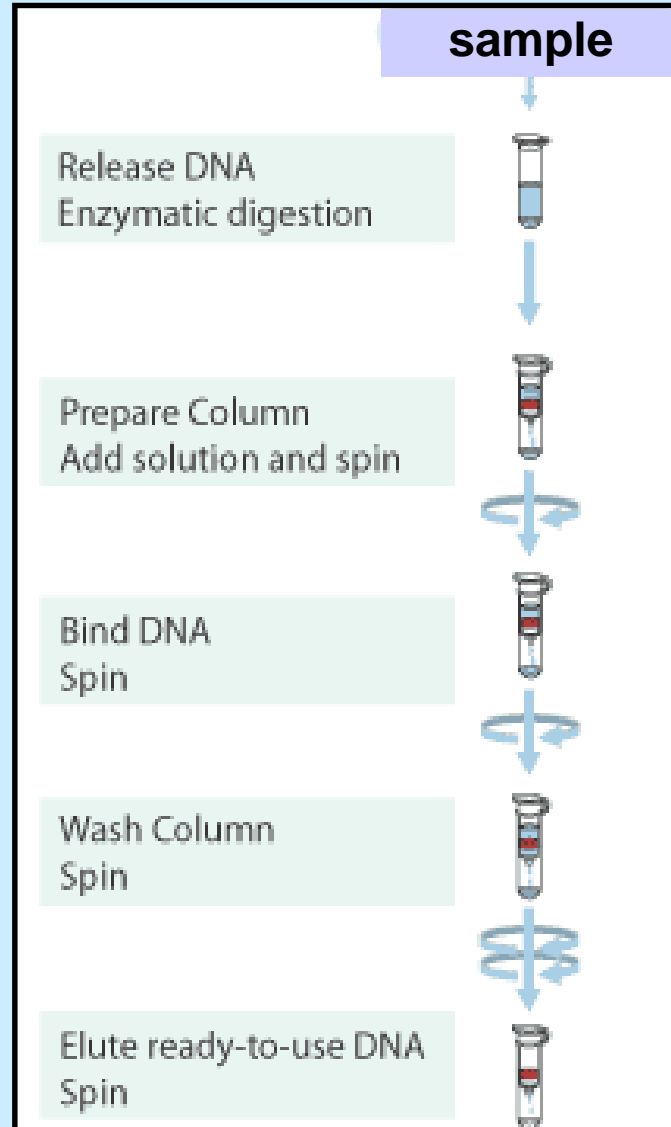 sample
Release DNA
Enzymatic digestion
Prepare Column
Add solution and spin
Bind DNA
Spin
Wash Column
Spin
Elute ready-to-use DNA
Spin